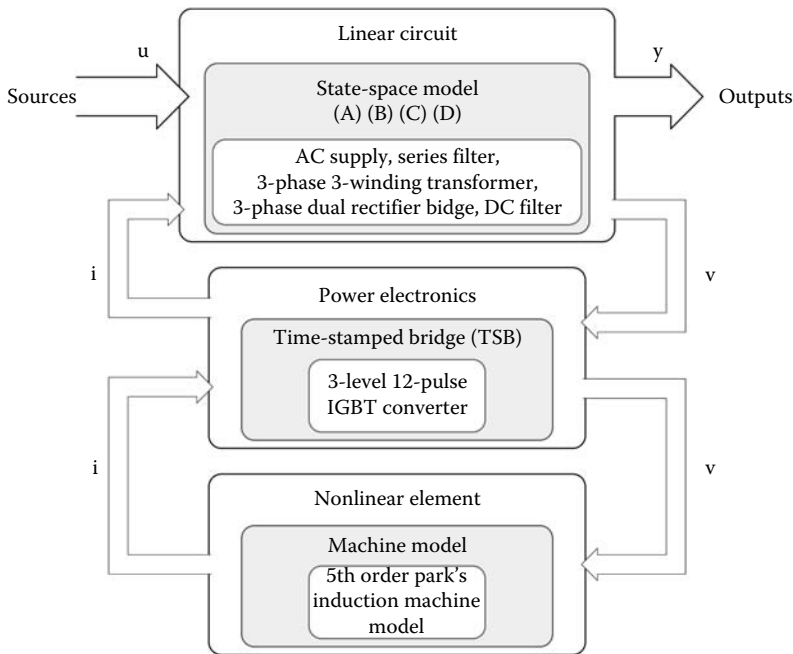 Linear circuit
u
y
Sources
Outputs
State-space model
(A) (B) (C) (D)
AC supply, series filter,
3-phase 3-winding transformer,
3-phase dual rectifier bidge, DC filter
i
v
Power electronics
Time-stamped bridge (TSB)
3-level 12-pulse
IGBT converter
i
v
Nonlinear element
Machine model
5th order park's
induction machine
model